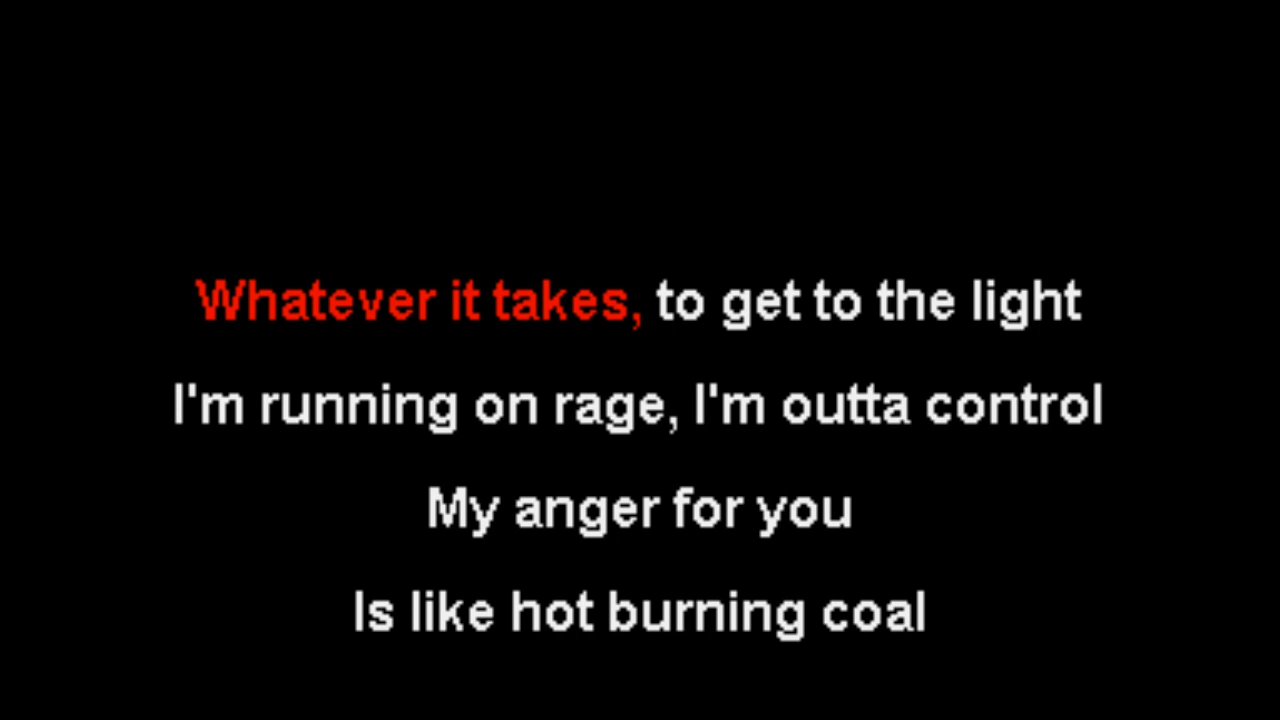 Whatever it takes, to get to the light
I'm running on rage, I'm outta control
My anger for you
Is like hot burning coal